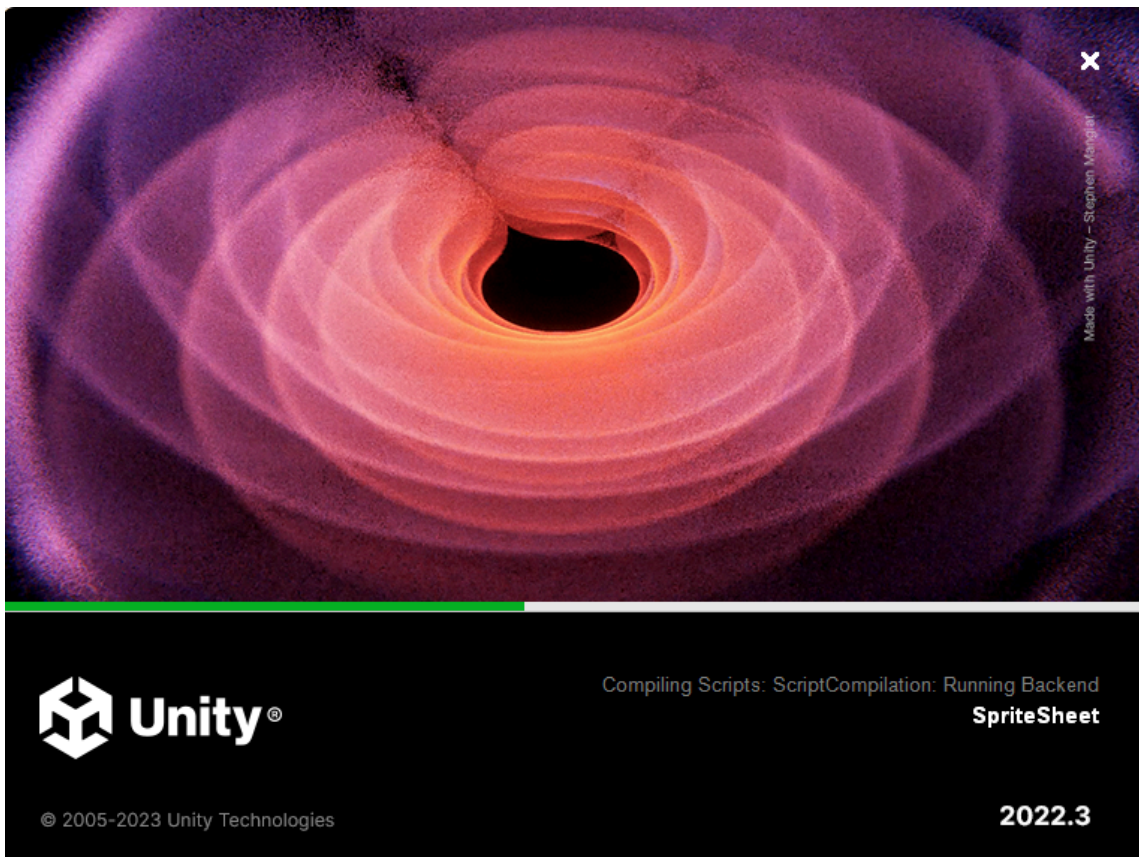 Made with Unity – Stephen Mangiat
Compiling Scripts: ScriptCompilation: Running Backend
SpriteSheet
Unity®
© 2005-2023 Unity Technologies
2022.3